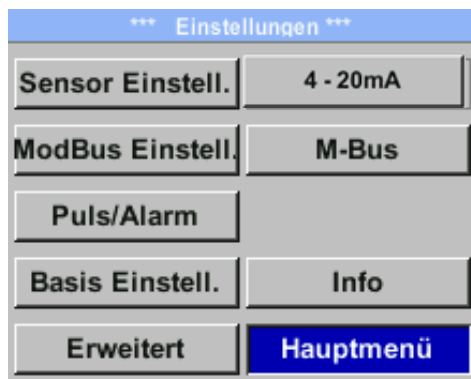 *** Einstellungen ***
Sensor Einstell. 4 - 20mA
ModBus Einstell. M-Bus
Puls/Alarm
Basis Einstell. Info
Erweitert Hauptmenü